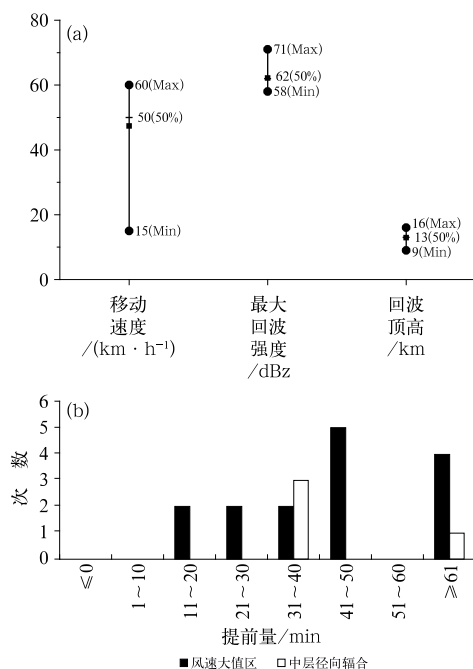 (a)
80
60
40
20
0
60(Max)
50(50%)
15(Min)
71(Max)
62(50%)
58(Min)
16(Max)
13(50%)
9(Min)
移动
速度
/(km·h⁻¹)
最大
回波
强度
/dBz
回波
顶高
/km
(b)
次数
6
5
4
3
2
1
0
≤0
1~10
11~20
21~30
31~40
41~50
51~60
≥61
提前量/min
■风速大值区 □中层径向辐合